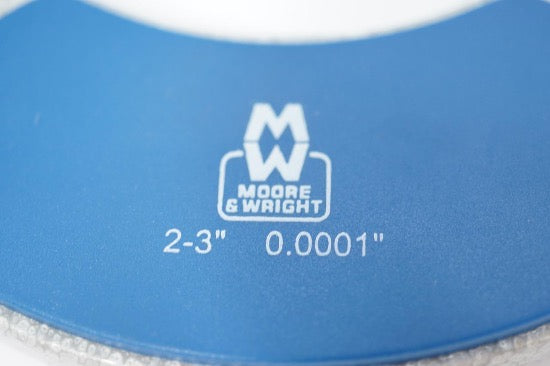 MW
MOORE
& WRIGHT
2-3" 0.0001"